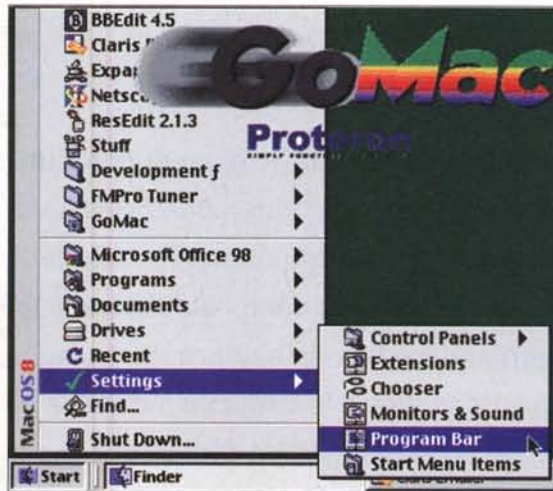 BBEdit 4.5
Claris
Expan
Netsc
ResEdit 2.1.3
Stuff
Development ƒ
FMPro Tuner
GoMac
Microsoft Office 98
Programs
Documents
Drives
Recent
Settings
Find...
Shut Down...
Mac OS 8
Start
Finder
GoMac
Protoran
Control Panels
Extensions
Chooser
Monitors & Sound
Program Bar
Start Menu Items